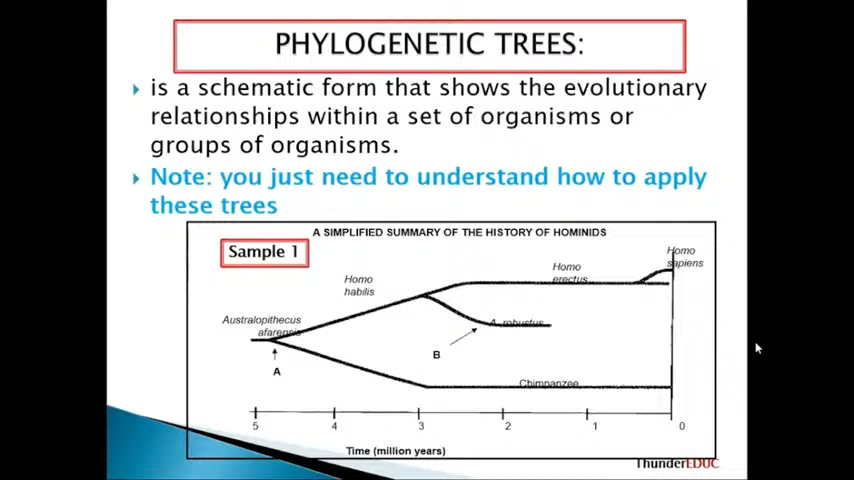 PHYLOGENETIC TREES:
is a schematic form that shows the evolutionary
relationships within a set of organisms or
groups of organisms.
Note: you just need to understand how to apply
these trees
A SIMPLIFIED SUMMARY OF THE HISTORY OF HOMINIDS
Sample 1
Homo
sapiens
Homo
erectus
Homo
habilis
Australopithecus
afarensis
A. robustus
B
A
Chimpanzee
5 4 3 2 1 0
Time (million years)
ThunderEDUC